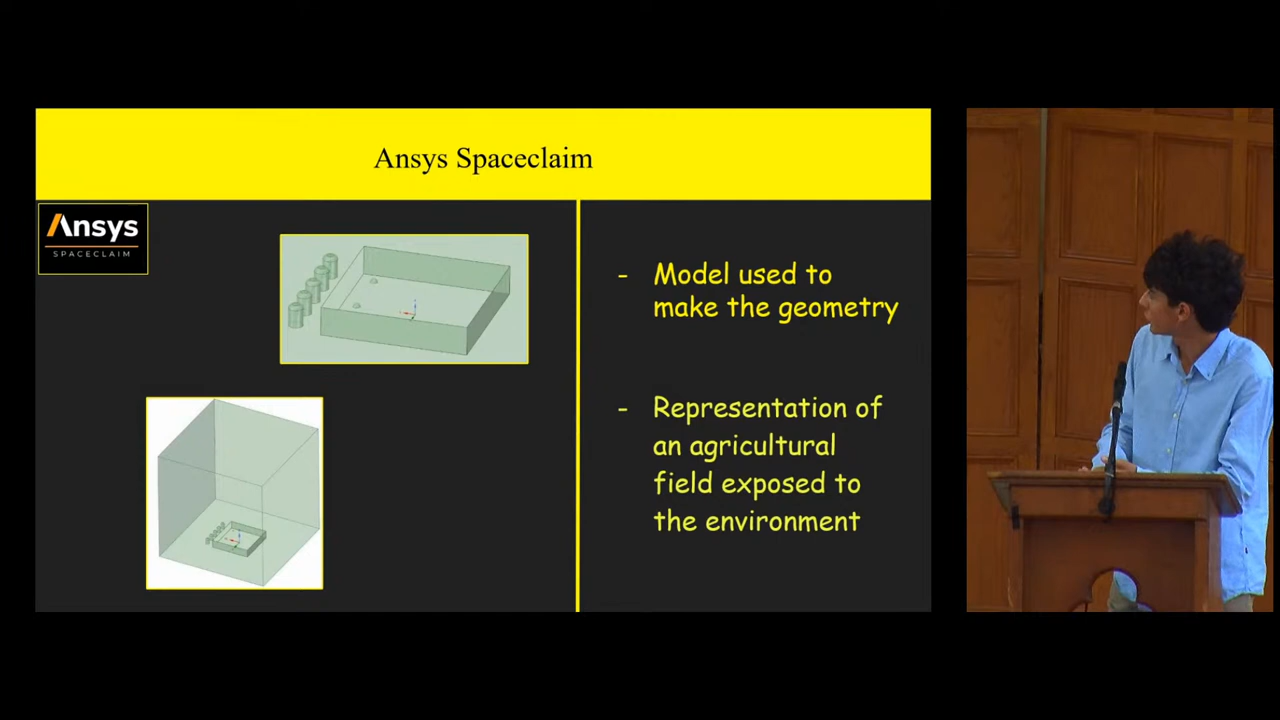 Ansys Spaceclaim
Ansys
SPACECLAIM
- Model used to
make the geometry
- Representation of
an agricultural
field exposed to
the environment